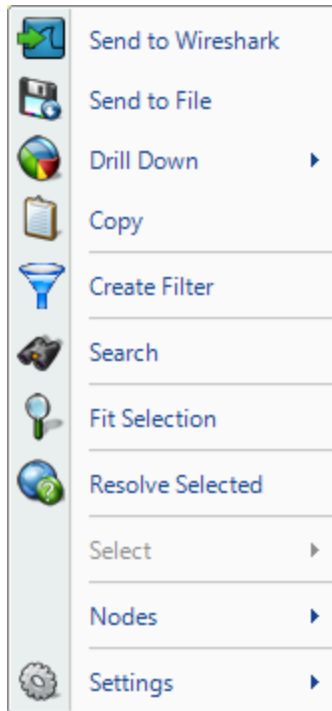 Send to Wireshark
Send to File
Drill Down
Copy
Create Filter
Search
Fit Selection
Resolve Selected
Select
Nodes
Settings